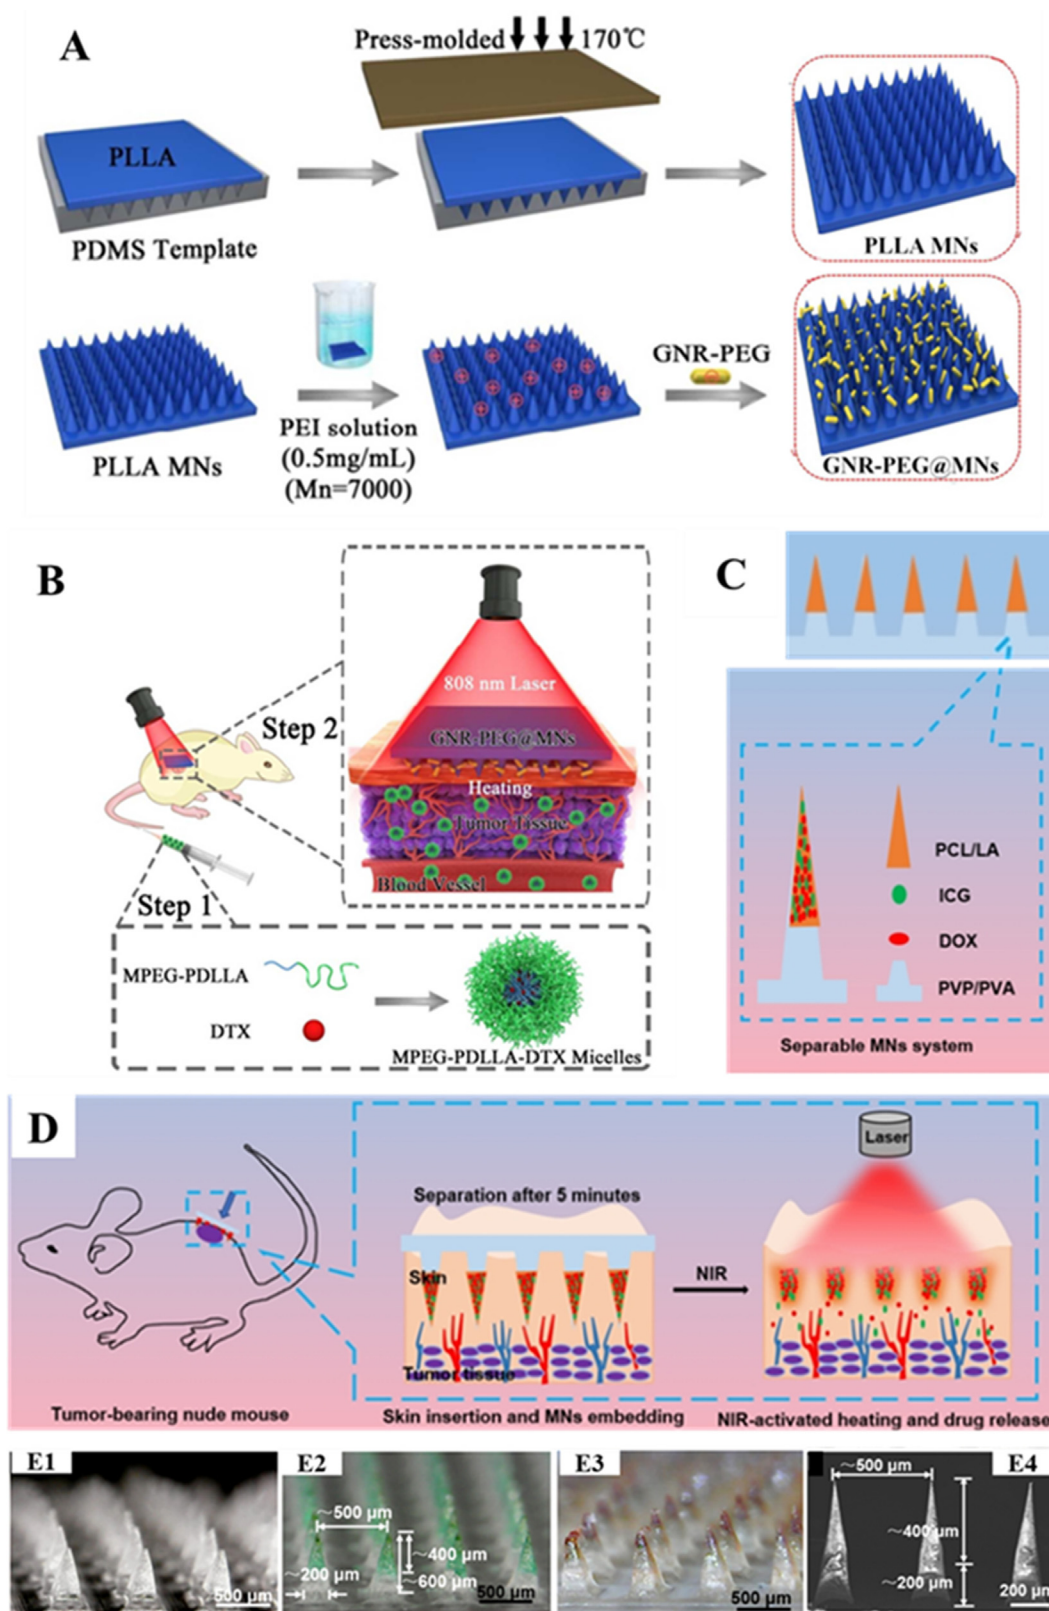 A
Press-molded 170℃
PLLA
PDMS Template
PLLA MNs
PLLA MNs
PEI solution
(0.5mg/mL)
(Mn=7000)
GNR-PEG
GNR-PEG@MNs
B
Step 2
808 nm Laser
GNR-PEG@MNs
Heating
Tumor Tissue
Blood Vessel
Step 1
MPEG-PDLLA
DTX
MPEG-PDLLA-DTX Micelles
C
PCL/LA
ICG
DOX
PVP/PVA
Separable MNs system
D
Tumor-bearing nude mouse
Separation after 5 minutes
Skin
Tumor tissue
Skin insertion and MNs embedding
NIR
Laser
NIR-activated heating and drug release
E1
500 μm
E2
~500 μm
~400 μm
~200 μm
~600 μm
500 μm
E3
500 μm
E4
~500 μm
~400 μm
~200 μm
200 μm